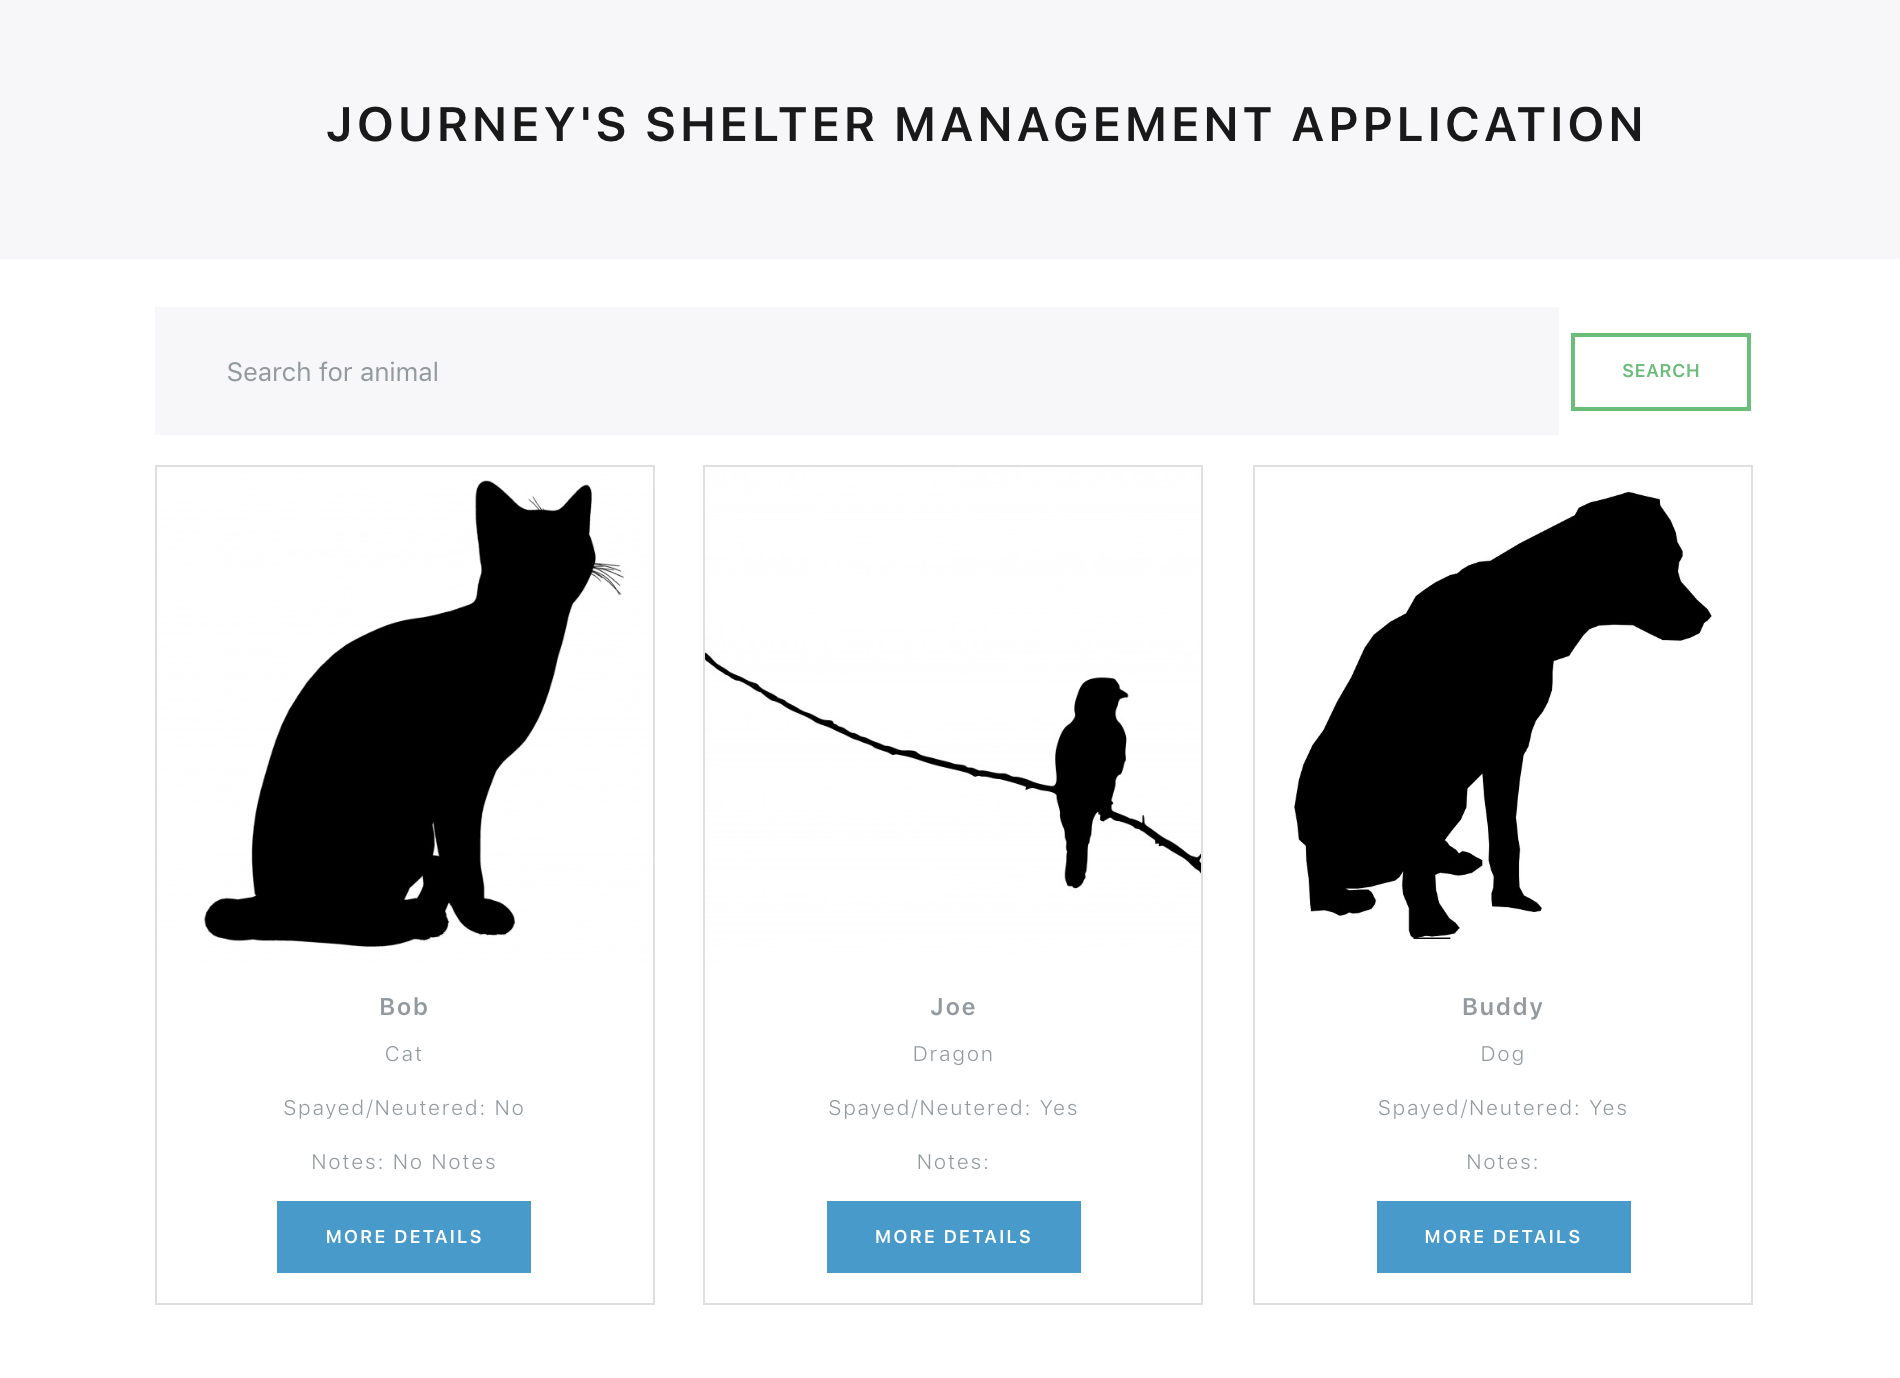 JOURNEY'S SHELTER MANAGEMENT APPLICATION
Search for animal
SEARCH
Bob
Cat
Spayed/Neutered: No
Notes: No Notes
MORE DETAILS
Joe
Dragon
Spayed/Neutered: Yes
Notes:
MORE DETAILS
Buddy
Dog
Spayed/Neutered: Yes
Notes:
MORE DETAILS